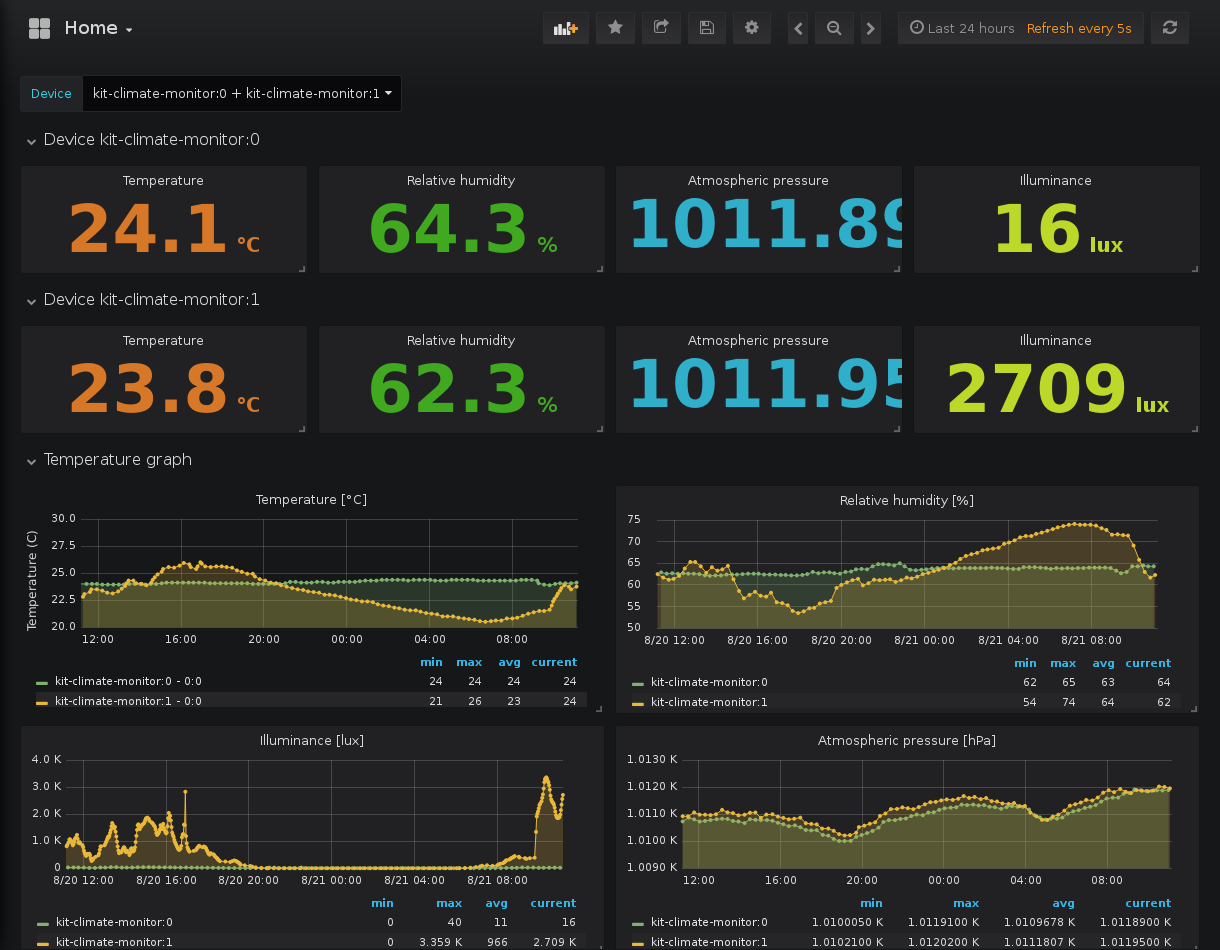 Home
Last 24 hours Refresh every 5s
Device kit-climate-monitor:0 + kit-climate-monitor:1
Device kit-climate-monitor:0
Temperature Relative humidity Atmospheric pressure Illuminance
24.1 °C 64.3 % 1011.89 16 lux
Device kit-climate-monitor:1
Temperature Relative humidity Atmospheric pressure Illuminance
23.8 °C 62.3 % 1011.95 2709 lux
Temperature graph
Temperature [°C]
Temperature (C)
30.0
27.5
25.0
22.5
20.0
12:00 16:00 20:00 00:00 04:00 08:00
min max avg current
kit-climate-monitor:0 - 0:0 24 24 24 24
kit-climate-monitor:1 - 0:0 21 26 23 24
Relative humidity [%]
75
70
65
60
55
50
8/20 12:00 8/20 16:00 8/20 20:00 8/21 00:00 8/21 04:00 8/21 08:00
min max avg current
kit-climate-monitor:0 62 65 63 64
kit-climate-monitor:1 54 74 64 62
Illuminance [lux]
4.0 K
3.0 K
2.0 K
1.0 K
0
8/20 12:00 8/20 16:00 8/20 20:00 8/21 00:00 8/21 04:00 8/21 08:00
min max avg current
kit-climate-monitor:0 0 40 11 16
kit-climate-monitor:1 0 3.359 K 966 2.709 K
Atmospheric pressure [hPa]
1.0130 K
1.0120 K
1.0110 K
1.0100 K
1.0090 K
12:00 16:00 20:00 00:00 04:00 08:00
min max avg current
kit-climate-monitor:0 1.0100050 K 1.0119100 K 1.0109678 K 1.0118900 K
kit-climate-monitor:1 1.0102100 K 1.0120200 K 1.0111807 K 1.0119500 K